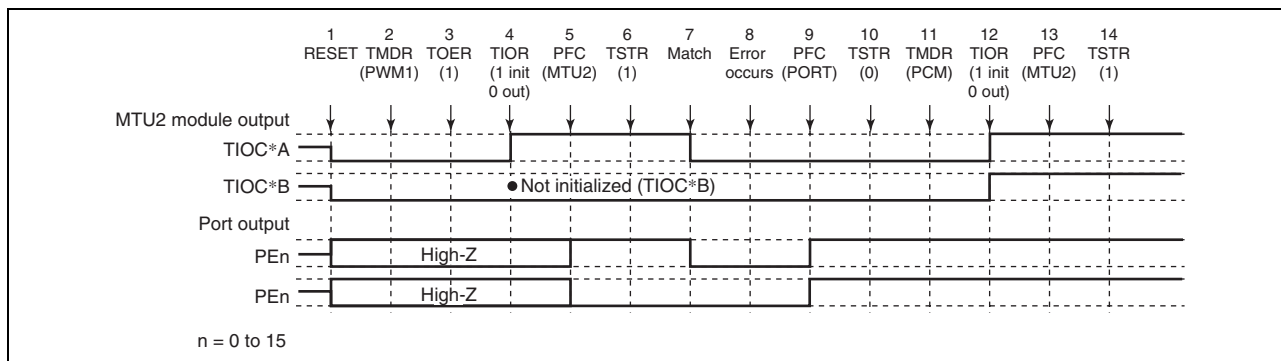 1 2 3 4 5 6 7 8 9 10 11 12 13 14
RESET TMDR TOER TIOR PFC TSTR Match Error PFC TSTR TMDR TIOR PFC TSTR
(PWM1) (1) (1 init (MTU2) (1) occurs (PORT) (0) (PCM) (1 init (MTU2) (1)
0 out) 0 out)
MTU2 module output
TIOC*A
TIOC*B ● Not initialized (TIOC*B)
Port output
PEn High-Z
PEn High-Z
n = 0 to 15